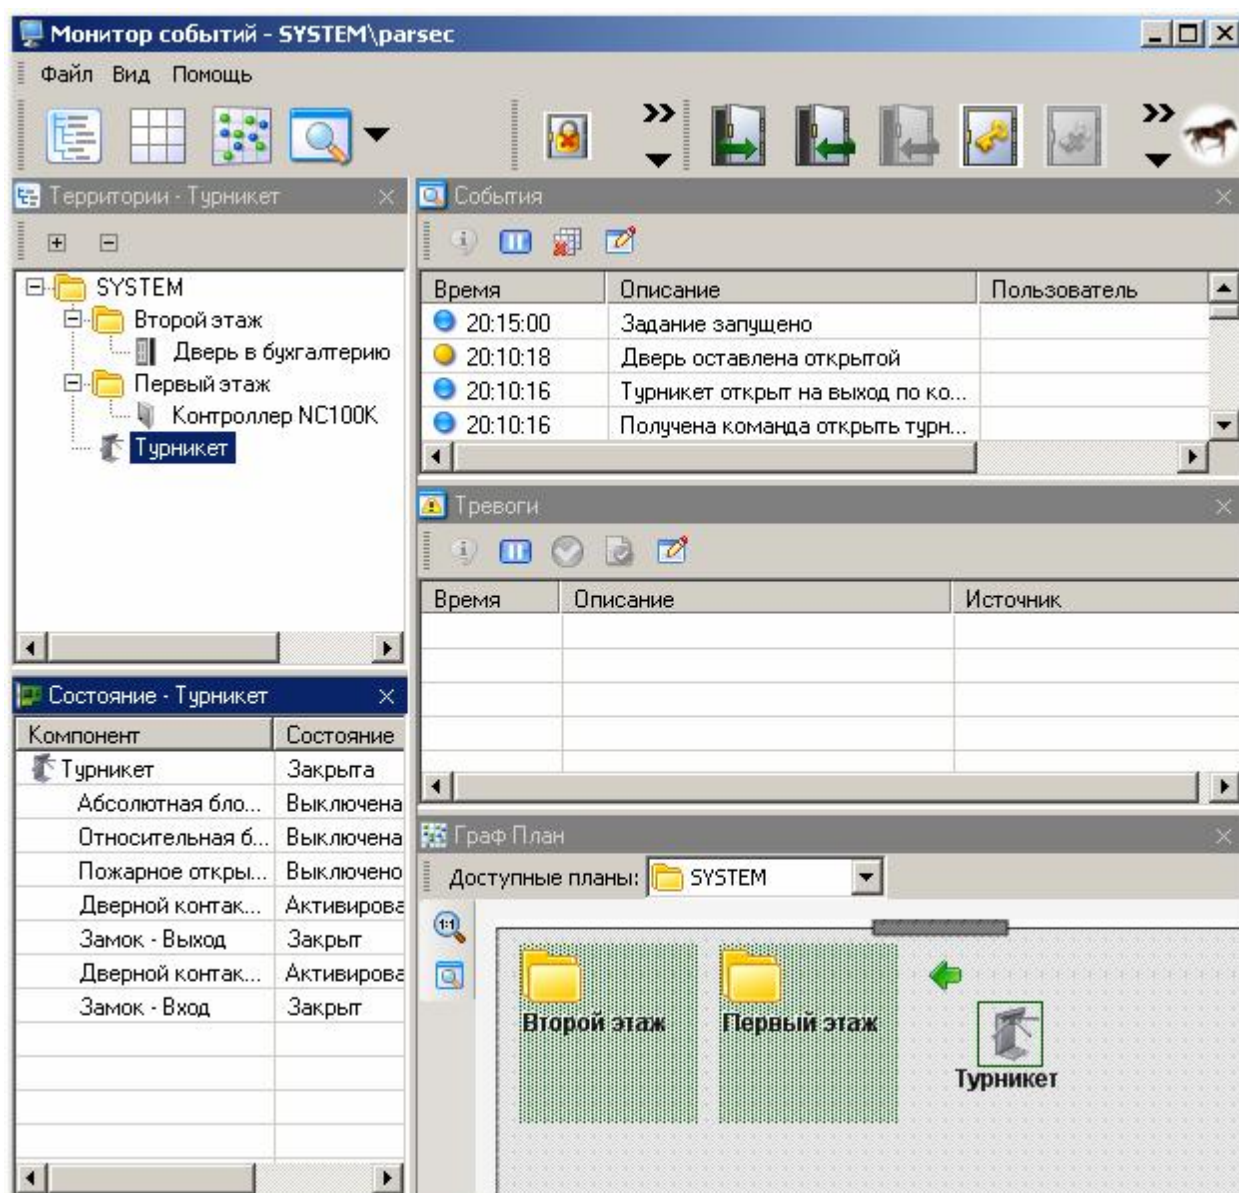 Монитор событий - SYSTEM\parsec
Файл Вид Помощь
Территории - Турникет
SYSTEM
Второй этаж
Дверь в бухгалтерию
Первый этаж
Контроллер NC100K
Турникет
События
Время Описание Пользователь
20:15:00 Задание запущено
20:10:18 Дверь оставлена открытой
20:10:16 Турникет открыт на выход по ко...
20:10:16 Получена команда открыть турн...
Тревоги
Время Описание Источник
Состояние - Турникет
Компонент Состояние
Турникет Закрыта
Абсолютная бло... Выключена
Относительная б... Выключена
Пожарное откры... Выключено
Дверной контак... Активирова
Замок - Выход Закрыт
Дверной контак... Активирова
Замок - Вход Закрыт
Граф План
Доступные планы: SYSTEM
1:1
Второй этаж
Первый этаж
Турникет